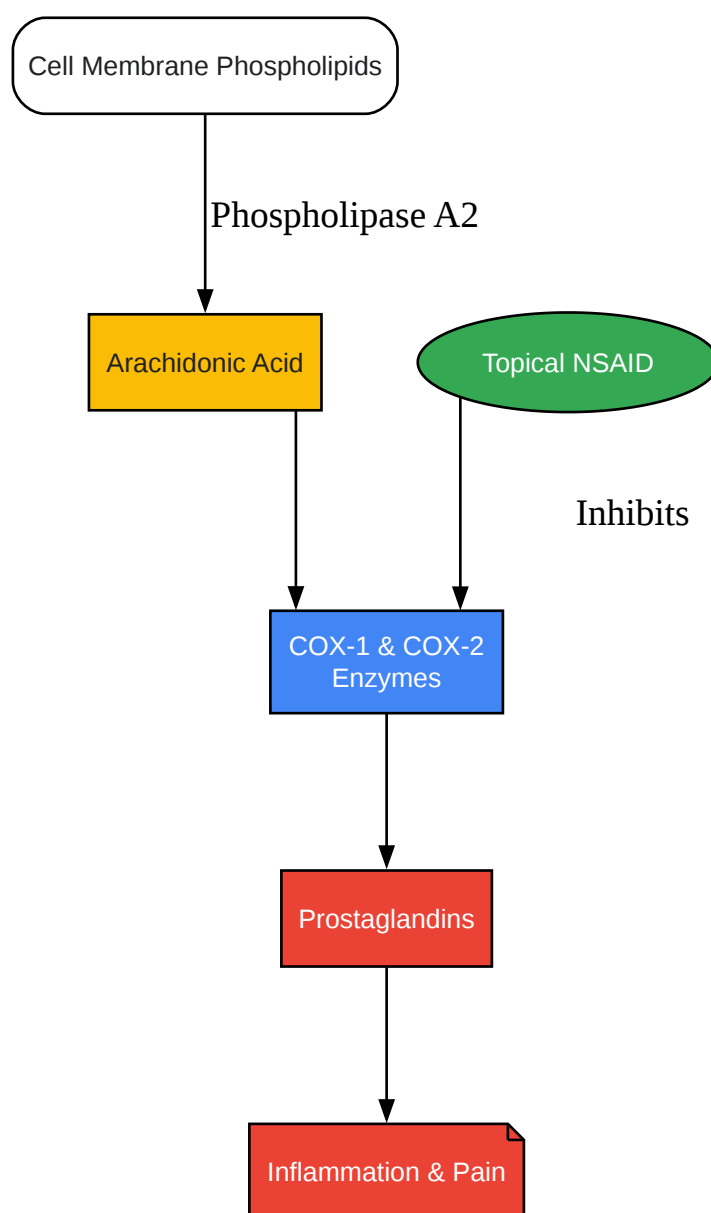 Cell Membrane Phospholipids
Phospholipase A2
Arachidonic Acid
Topical NSAID
Inhibits
COX-1 & COX-2
Enzymes
Prostaglandins
Inflammation & Pain